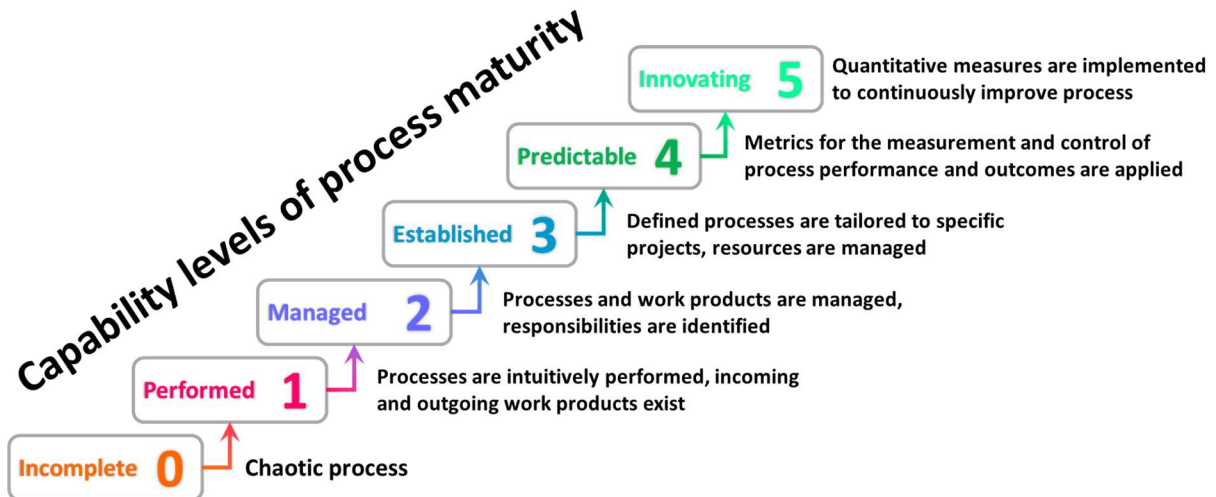 Capability levels of process maturity
Innovating 5
Quantitative measures are implemented
to continuously improve process
Predictable 4
Metrics for the measurement and control of
process performance and outcomes are applied
Established 3
Defined processes are tailored to specific
projects, resources are managed
Managed 2
Processes and work products are managed,
responsibilities are identified
Performed 1
Processes are intuitively performed, incoming
and outgoing work products exist
Incomplete 0
Chaotic process